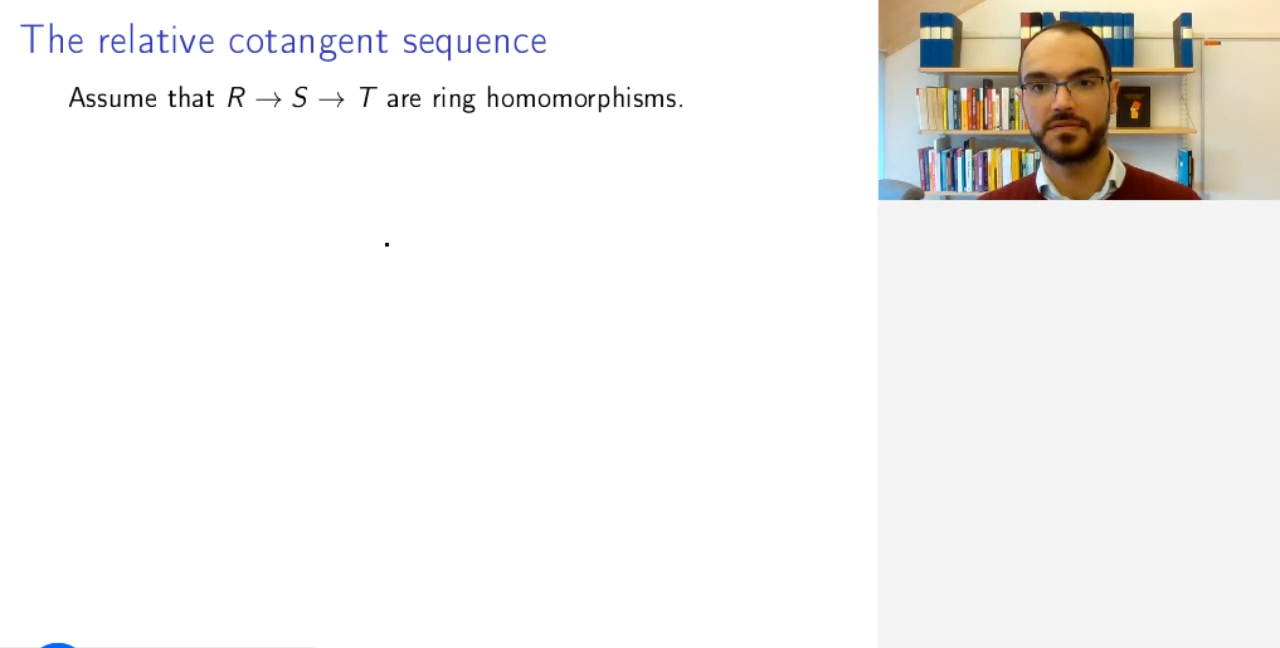 The relative cotangent sequence
Assume that R → S → T are ring homomorphisms.